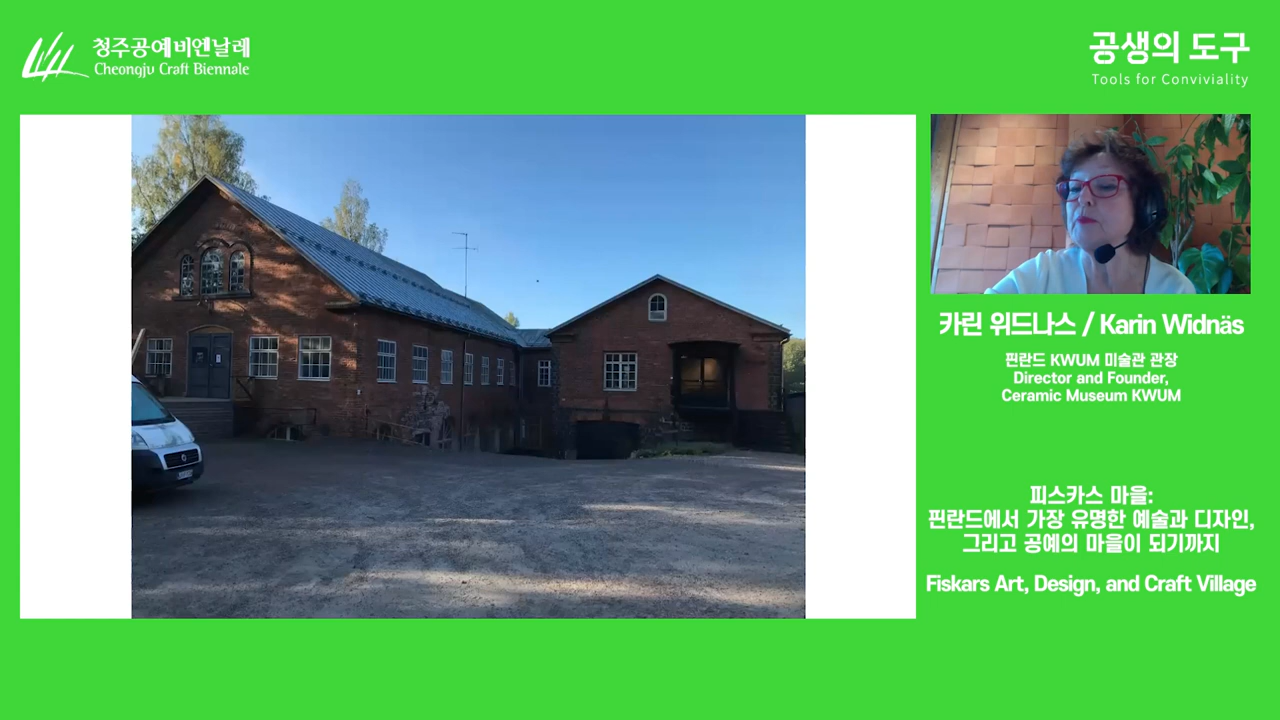 청주공예비엔날레
Cheongju Craft Biennale
공생의 도구
Tools for Conviviality
카린 위드나스 / Karin Widnäs
핀란드 KWUM 미술관 관장
Director and Founder,
Ceramic Museum KWUM
피스카스 마을:
핀란드에서 가장 유명한 예술과 디자인,
그리고 공예의 마을이 되기까지
Fiskars Art, Design, and Craft Village